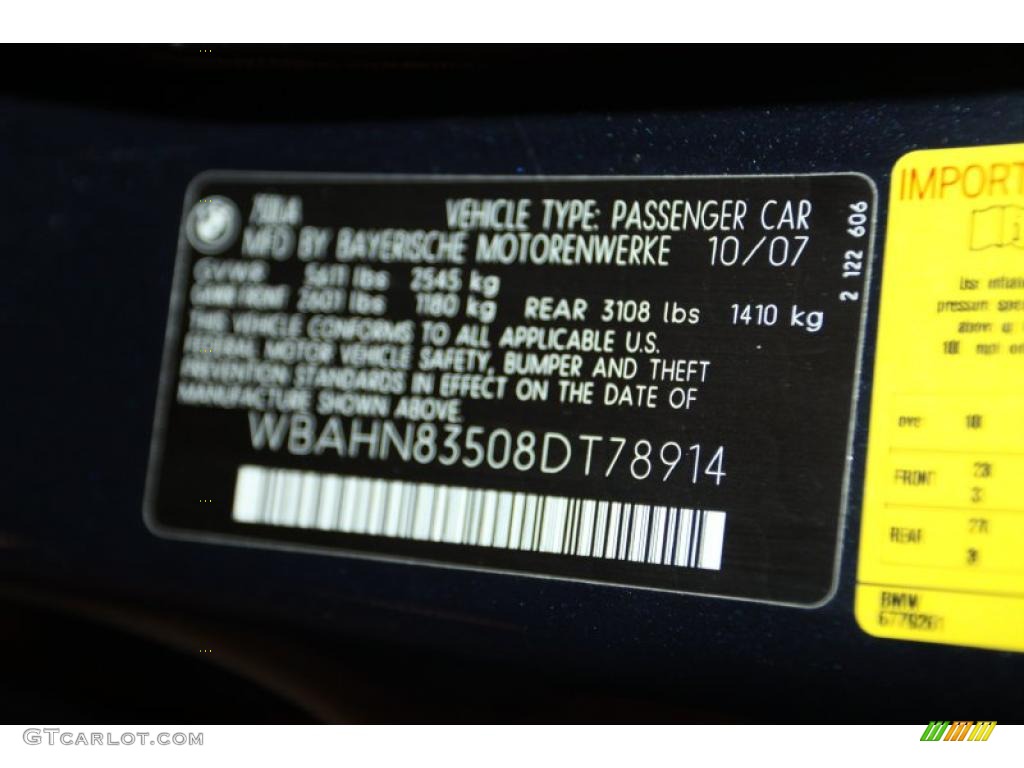 VEHICLE TYPE: PASSENGER CAR
MFD BY BAYERISCHE MOTORENWERKE 10/07
GVWR 5611 lbs 2545 kg
GAWR FRONT 2601 lbs 1180 kg REAR 3108 lbs 1410 kg
THIS VEHICLE CONFORMS TO ALL APPLICABLE U.S.
FEDERAL MOTOR VEHICLE SAFETY, BUMPER AND THEFT
PREVENTION STANDARDS IN EFFECT ON THE DATE OF
MANUFACTURE SHOWN ABOVE.
WBAHN83508DT78914
2 122 606
IMPORT
pressure
above
FRONT
REAR
BMW
GTCARLOT.COM